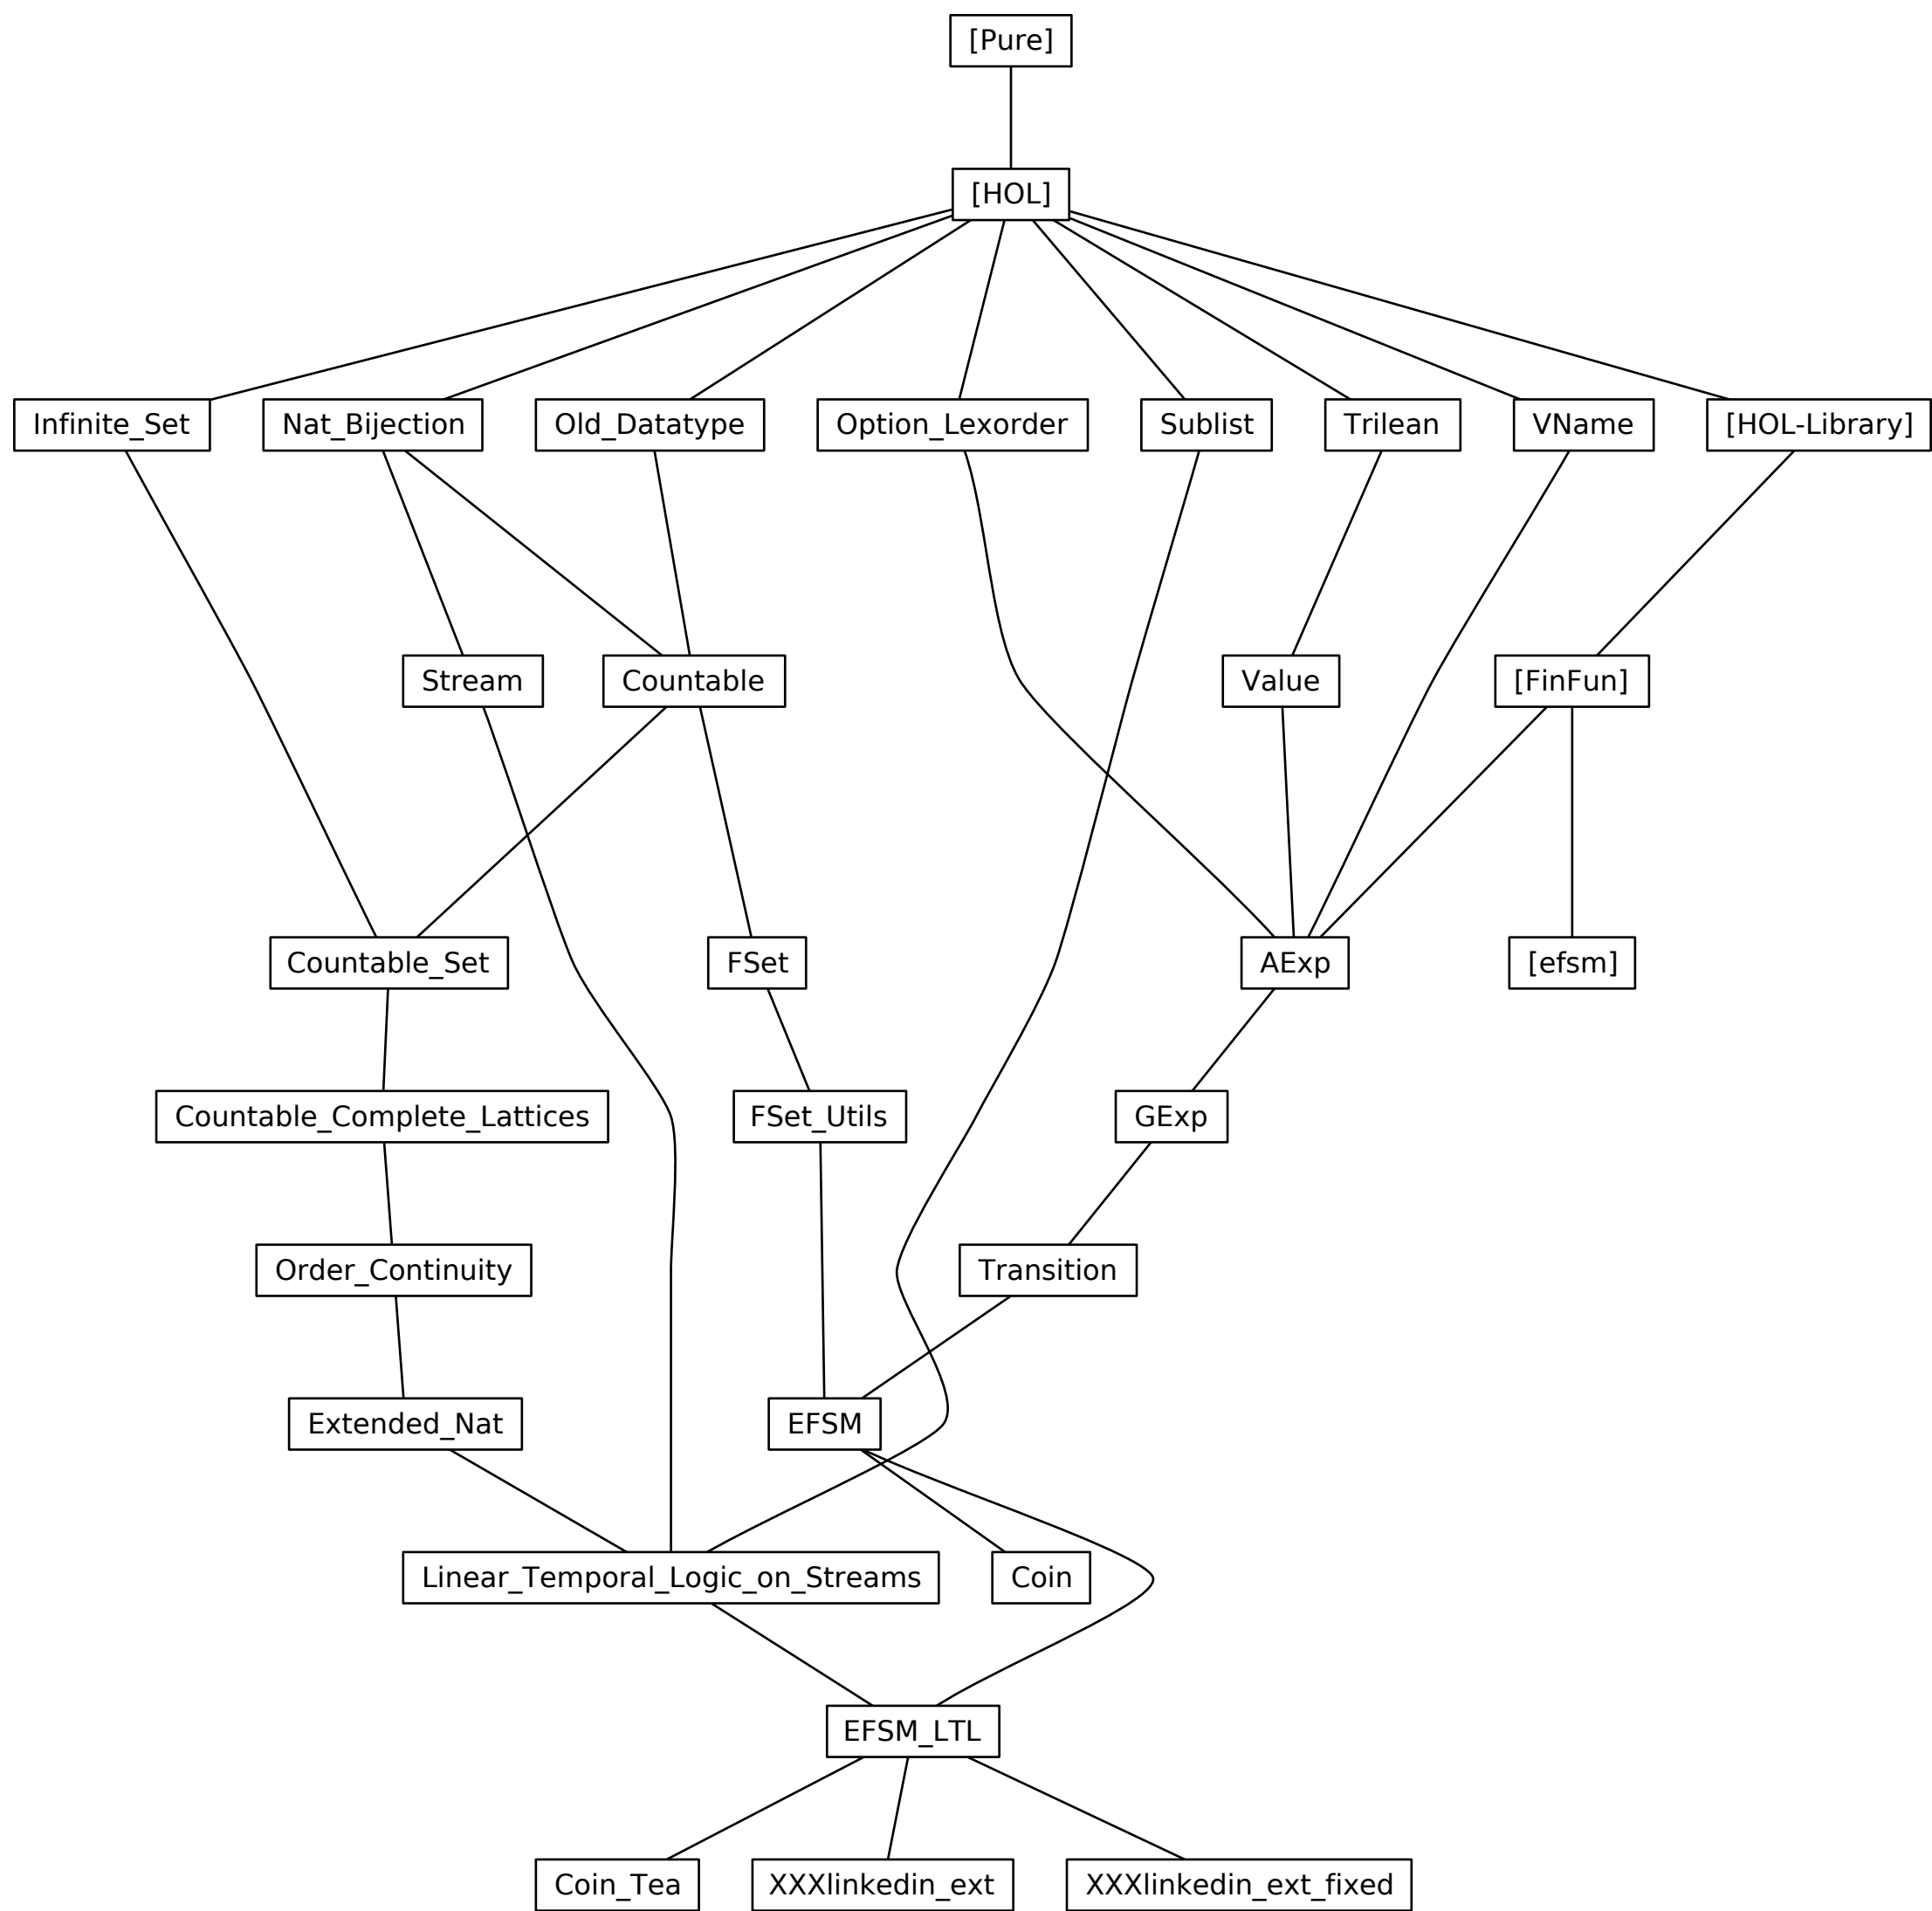 [Pure]
[HOL]
Infinite_Set
Nat_Bijection
Old_Datatype
Option_Lexorder
Sublist
Trilean
VName
[HOL-Library]
Stream
Countable
Value
[FinFun]
Countable_Set
FSet
AExp
[efsm]
Countable_Complete_Lattices
FSet_Utils
GExp
Order_Continuity
Transition
Extended_Nat
EFSM
Linear_Temporal_Logic_on_Streams
Coin
EFSM_LTL
Coin_Tea
XXXlinkedin_ext
XXXlinkedin_ext_fixed